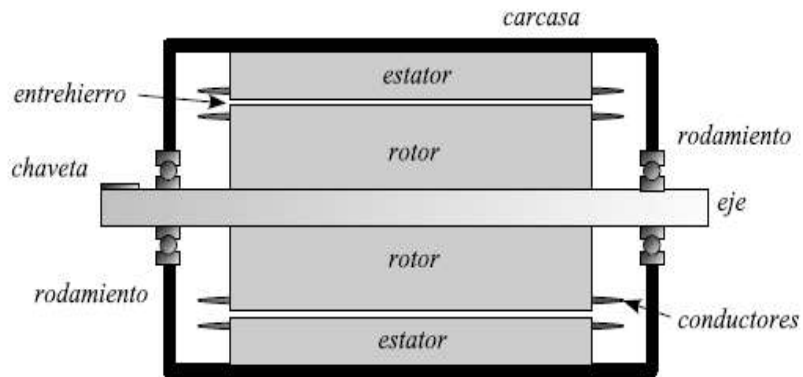 carcasa
estator
entrehierro
rodamiento
rotor
chaveta
eje
rotor
rodamiento
conductores
estator